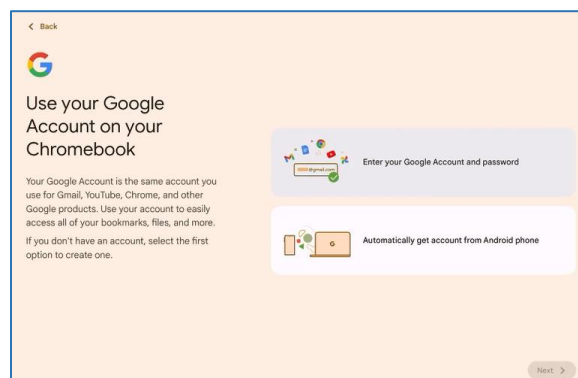 Back
Use your Google
Account on your
Chromebook
Your Google Account is the same account you
use for Gmail, YouTube, Chrome, and other
Google products. Use your account to easily
access all of your bookmarks, files, and more.
If you don't have an account, select the first
option to create one.
@gmail.com
Enter your Google Account and password
G
Automatically get account from Android phone
Next